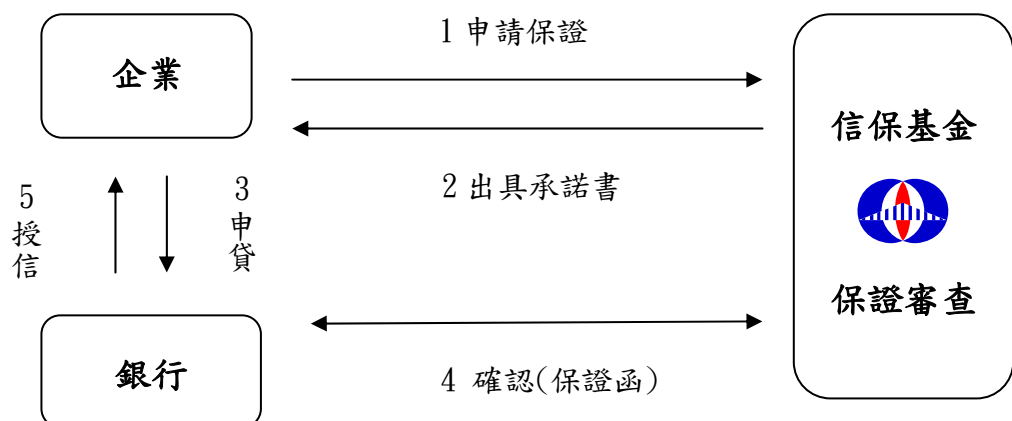 1 申請保證
企業
信保基金
2 出具承諾書
5 授信
3 申貸
保證審查
銀行
4 確認(保證函)